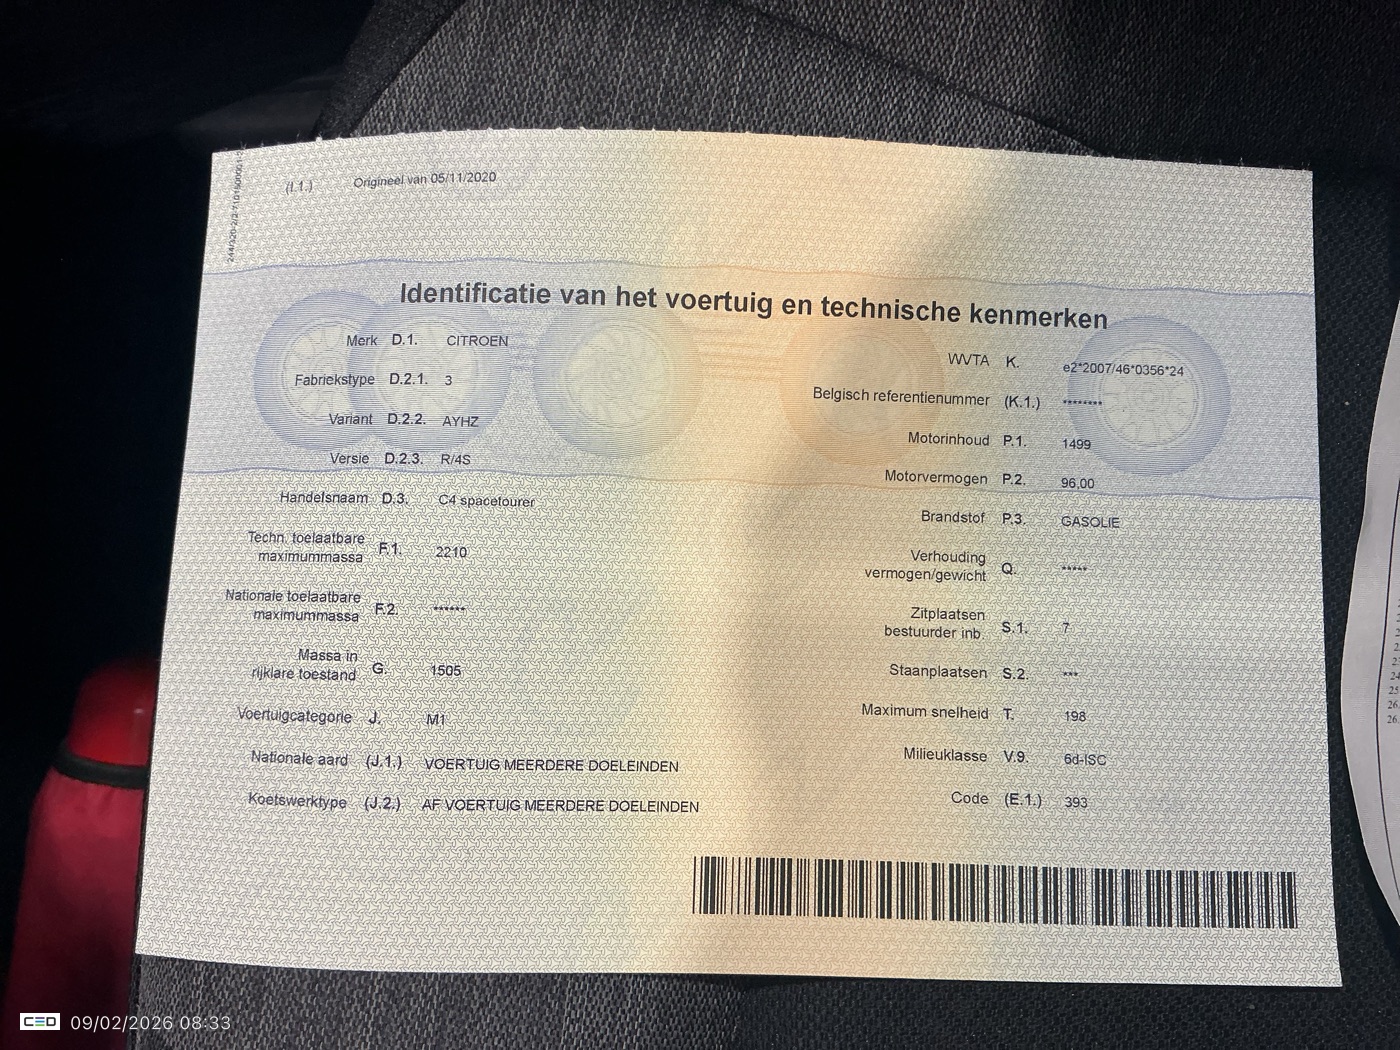 (I.1.) Origineel van 05/11/2020
Identificatie van het voertuig en technische kenmerken
Merk D.1. CITROEN
Fabriekstype D.2.1. 3
Variant D.2.2. AYHZ
Versie D.2.3. R/4S
Handelsnaam D.3. C4 spacetourer
Techn. toelaatbare
maximummassa F.1. 2210
Nationale toelaatbare
maximummassa F.2. ******
Massa in
rijklare toestand G. 1505
Voertuigcategorie J. M1
Nationale aard (J.1.) VOERTUIG MEERDERE DOELEINDEN
Koetswerktype (J.2.) AF VOERTUIG MEERDERE DOELEINDEN
WVTA K. e2*2007/46*0356*24
Belgisch referentienummer (K.1.) ********
Motorinhoud P.1. 1499
Motorvermogen P.2. 96,00
Brandstof P.3. GASOLIE
Verhouding
vermogen/gewicht Q. *****
Zitplaatsen
bestuurder inb. S.1. 7
Staanplaatsen S.2. ***
Maximum snelheid T. 198
Milieuklasse V.9. 6d-ISC
Code (E.1.) 393
24
25
26.
26.
CED 09/02/2026 08:33